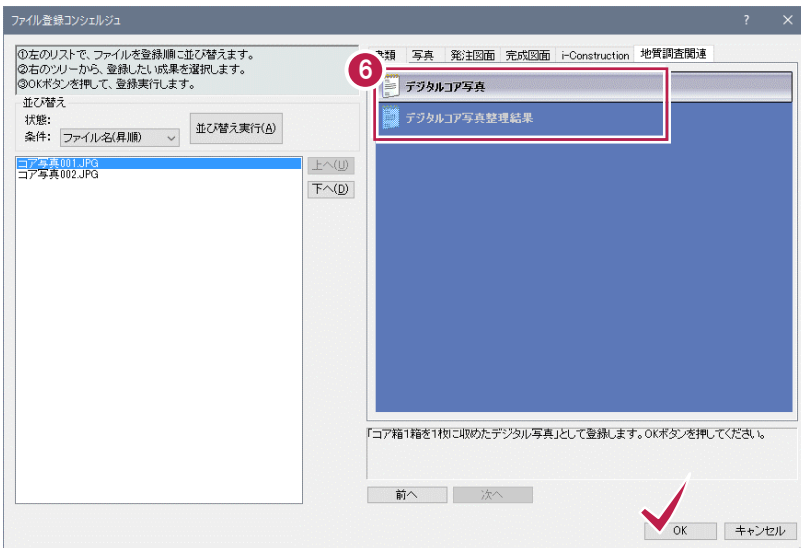 ファイル登録コンシェルジュ
?
①左のリストで、ファイルを登録順に並び替えます。
②右のツリーから、登録したい成果を選択します。
③OKボタンを押して、登録実行します。
並び替え
状態:
条件: ファイル名(昇順)
並び替え実行(A)
コア写真001.JPG
コア写真002.JPG
上へ(U)
下へ(D)
類 写真 発注図面 完成図面 i-Construction 地質調査関連
6
デジタルコア写真
デジタルコア写真整理結果
「コア箱1箱を1枚に収めたデジタル写真」として登録します。OKボタンを押してください。
前へ 次へ
OK キャンセル